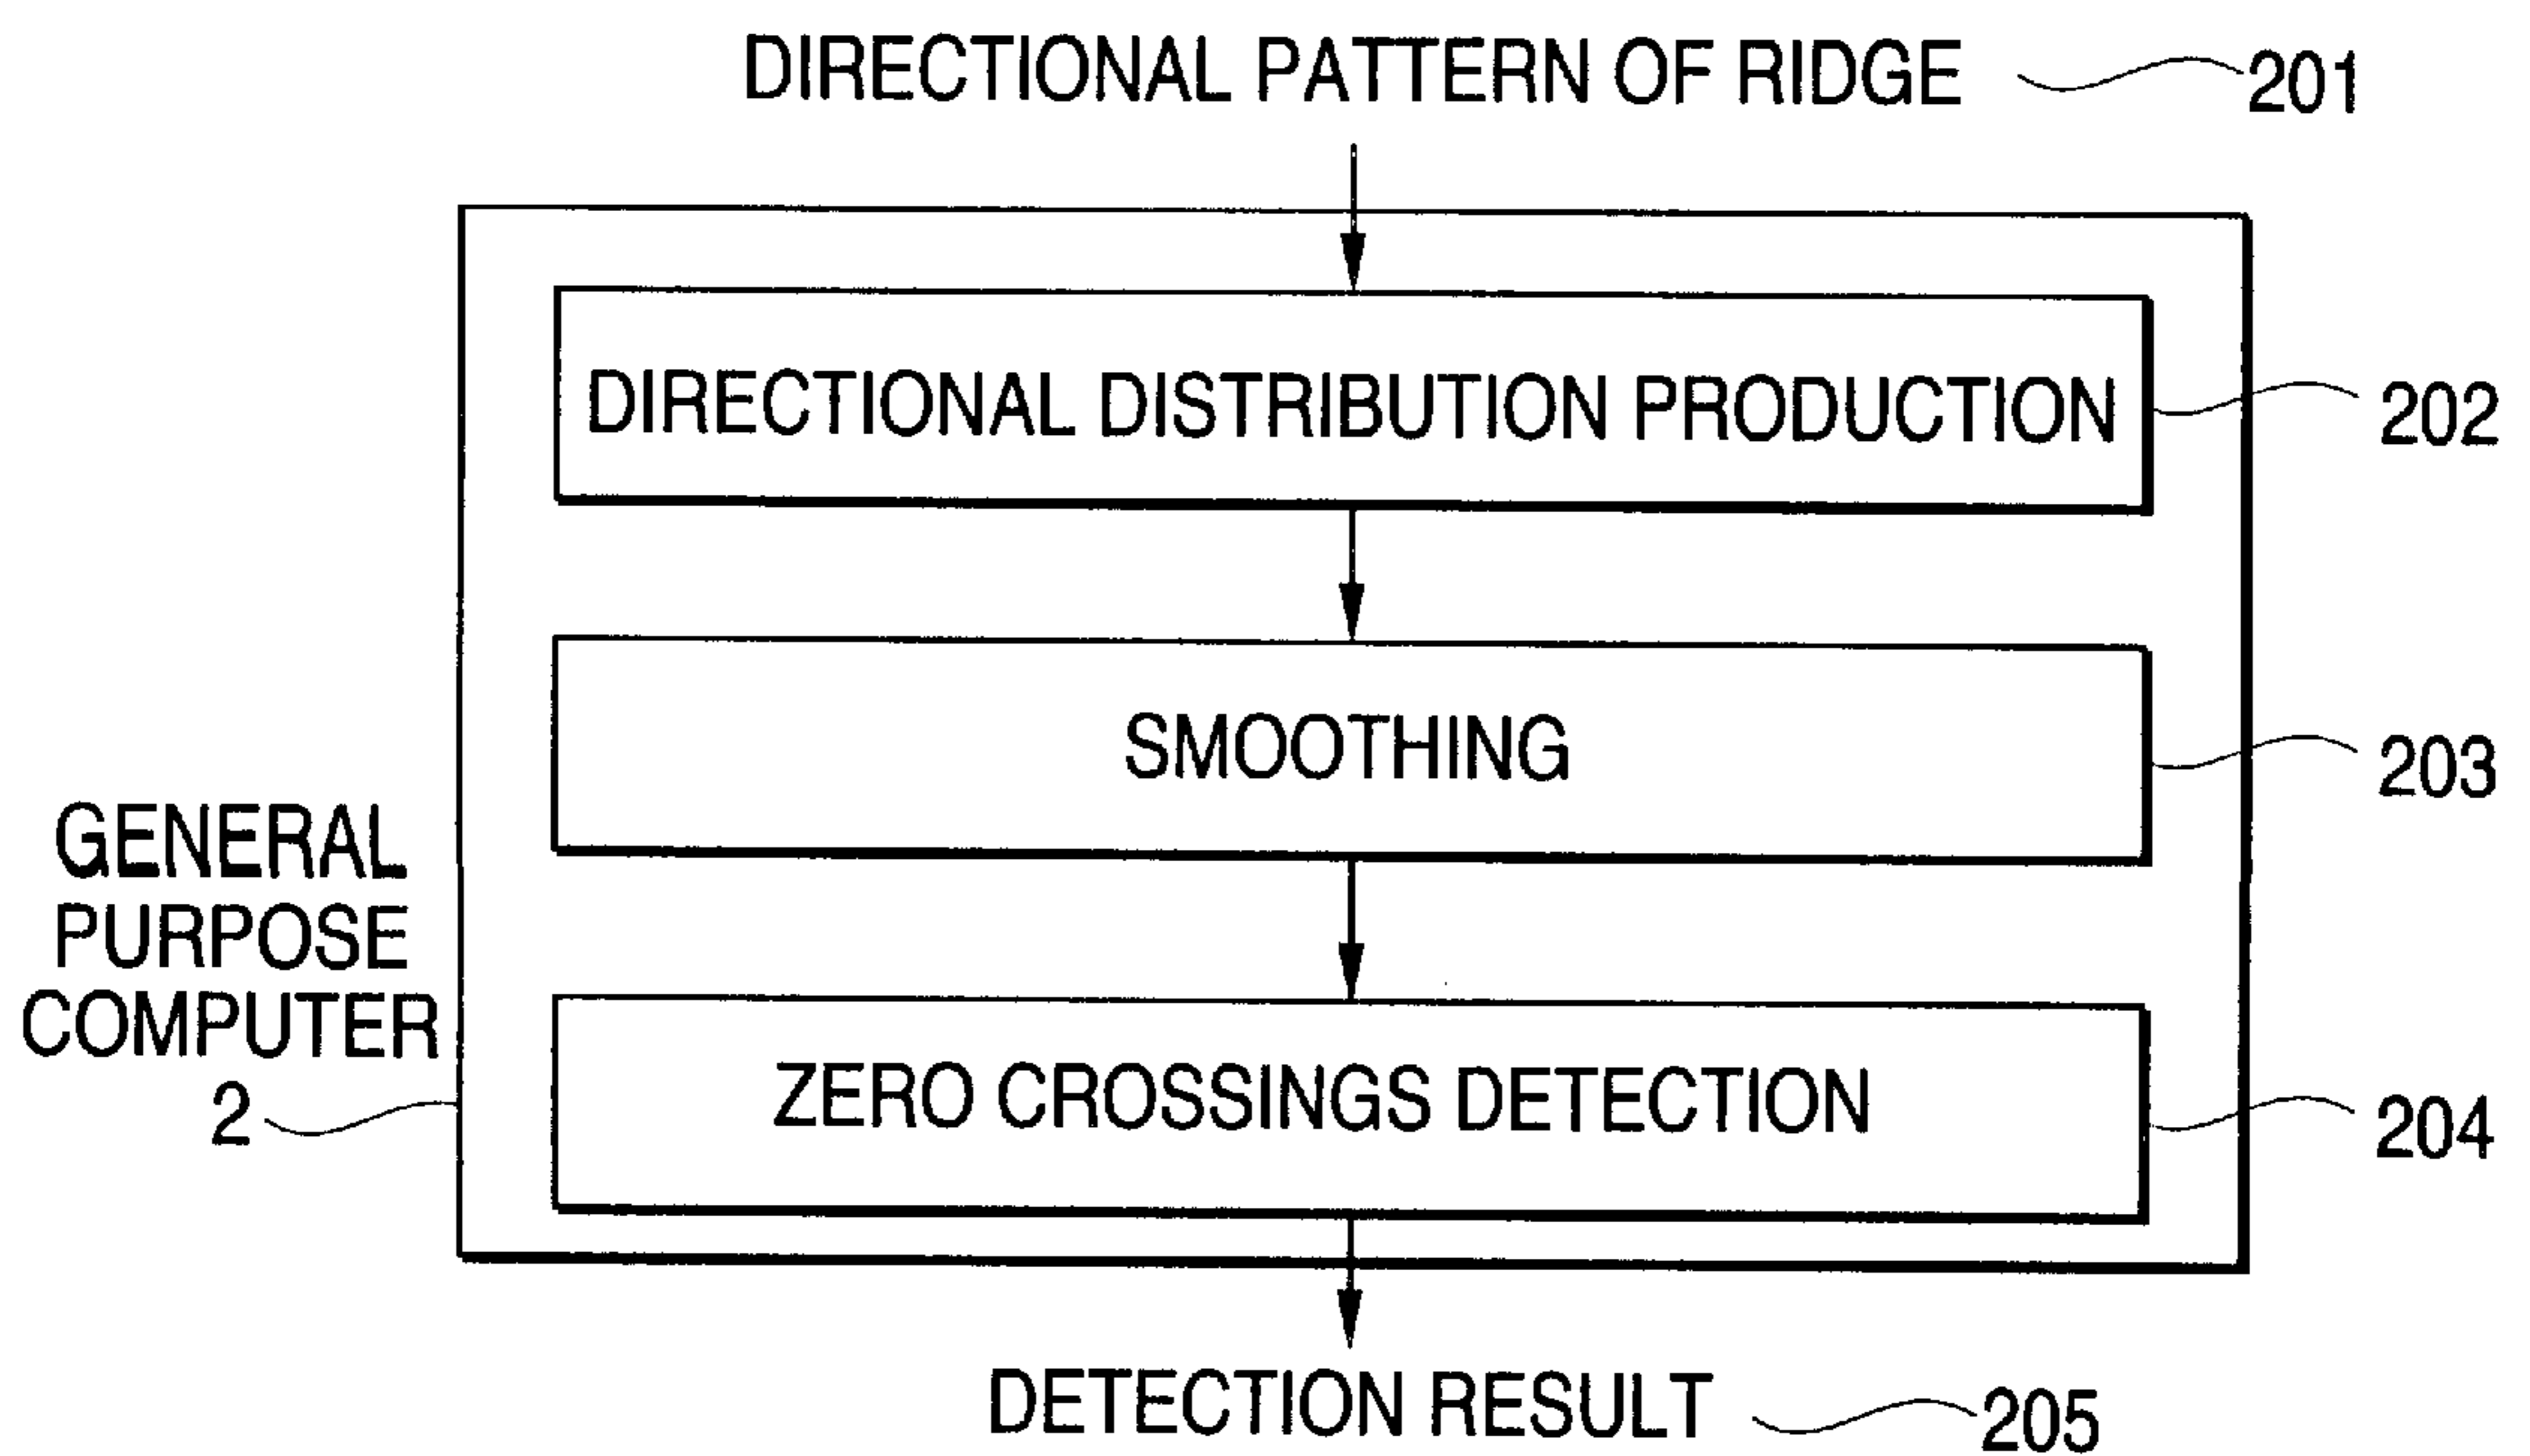 DIRECTIONAL PATTERN OF RIDGE 201
DIRECTIONAL DISTRIBUTION PRODUCTION 202
SMOOTHING 203
GENERAL
PURPOSE
COMPUTER
2
ZERO CROSSINGS DETECTION 204
DETECTION RESULT 205